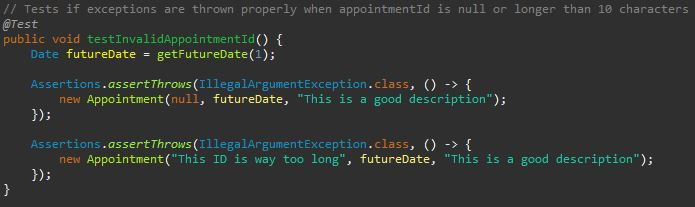 // Tests if exceptions are thrown properly when appointmentId is null or longer than 10 characters
@Test
public void testInvalidAppointmentId() {
    Date futureDate = getFutureDate(1);

    Assertions.assertThrows(IllegalArgumentException.class, () -> {
        new Appointment(null, futureDate, "This is a good description");
    });

    Assertions.assertThrows(IllegalArgumentException.class, () -> {
        new Appointment("This ID is way too long", futureDate, "This is a good description");
    });
}